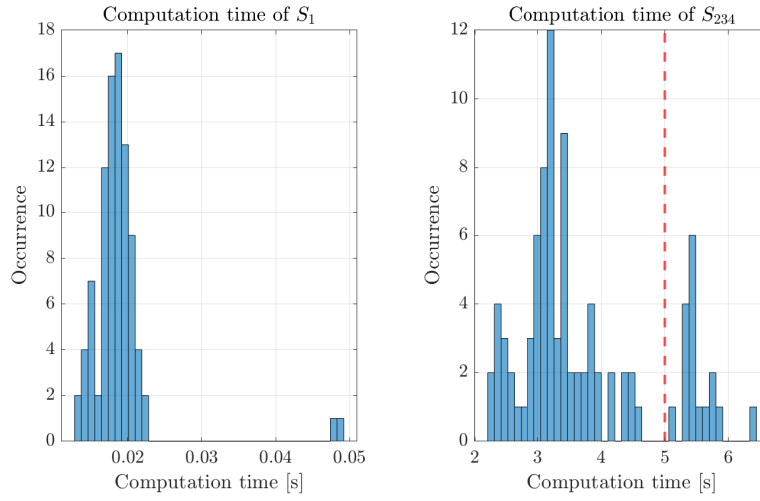 Computation time of S₁
18
16
14
12
10
8
6
4
2
0
0.02 0.03 0.04 0.05
Occurrence
Computation time [s]
Computation time of S₂₃₄
12
10
8
6
4
2
0
2 3 4 5 6
Occurrence
Computation time [s]